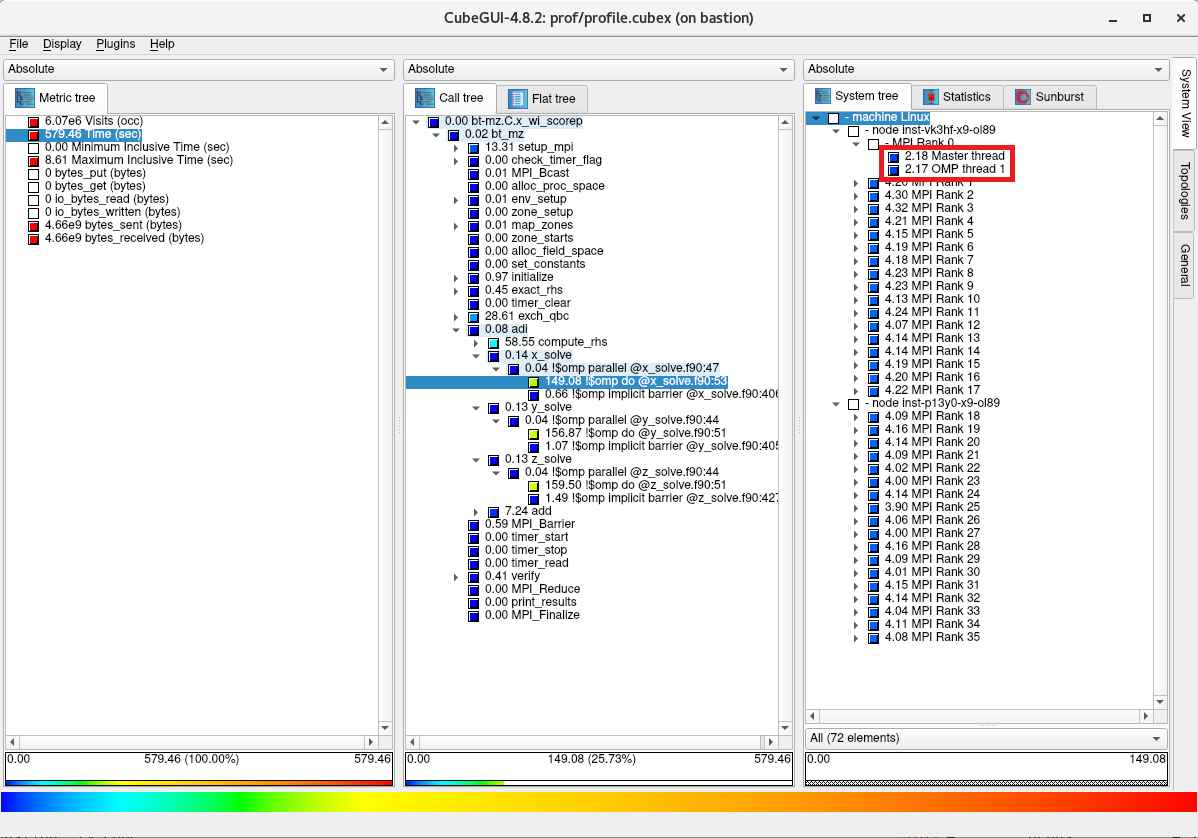 CubeGUI-4.8.2: prof/profile.cubex (on bastion)
File Display Plugins Help
Absolute
Metric tree
6.07e6 Visits (occ)
579.46 Time (sec)
0.00 Minimum Inclusive Time (sec)
8.61 Maximum Inclusive Time (sec)
0 bytes_put (bytes)
0 bytes_get (bytes)
0 io_bytes_read (bytes)
0 io_bytes_written (bytes)
4.66e9 bytes_sent (bytes)
4.66e9 bytes_received (bytes)
0.00 579.46 (100.00%) 579.46
Absolute
Call tree Flat tree
0.00 bt-mz.C.x_wi_scorep
0.02 bt_mz
13.31 setup_mpi
0.00 check_timer_flag
0.01 MPI_Bcast
0.00 alloc_proc_space
0.01 env_setup
0.00 zone_setup
0.01 map_zones
0.00 zone_starts
0.00 alloc_field_space
0.00 set_constants
0.97 initialize
0.45 exact_rhs
0.00 timer_clear
28.61 exch_qbc
0.08 adi
58.55 compute_rhs
0.14 x_solve
0.04 !$omp parallel @x_solve.f90:47
149.08 !$omp do @x_solve.f90:53
0.66 !$omp implicit barrier @x_solve.f90:406
0.13 y_solve
0.04 !$omp parallel @y_solve.f90:44
156.87 !$omp do @y_solve.f90:51
1.07 !$omp implicit barrier @y_solve.f90:405
0.13 z_solve
0.04 !$omp parallel @z_solve.f90:44
159.50 !$omp do @z_solve.f90:51
1.49 !$omp implicit barrier @z_solve.f90:427
7.24 add
0.59 MPI_Barrier
0.00 timer_start
0.00 timer_stop
0.00 timer_read
0.41 verify
0.00 MPI_Reduce
0.00 print_results
0.00 MPI_Finalize
0.00 149.08 (25.73%) 579.46
Absolute
System tree Statistics Sunburst
- machine Linux
- node inst-vk3hf-x9-ol89
- MPI Rank 0
2.18 Master thread
2.17 OMP thread 1
4.20 MPI Rank 1
4.30 MPI Rank 2
4.32 MPI Rank 3
4.21 MPI Rank 4
4.15 MPI Rank 5
4.19 MPI Rank 6
4.18 MPI Rank 7
4.23 MPI Rank 8
4.23 MPI Rank 9
4.13 MPI Rank 10
4.24 MPI Rank 11
4.07 MPI Rank 12
4.14 MPI Rank 13
4.14 MPI Rank 14
4.19 MPI Rank 15
4.20 MPI Rank 16
4.22 MPI Rank 17
- node inst-p13y0-x9-ol89
4.09 MPI Rank 18
4.16 MPI Rank 19
4.14 MPI Rank 20
4.09 MPI Rank 21
4.02 MPI Rank 22
4.00 MPI Rank 23
4.14 MPI Rank 24
3.90 MPI Rank 25
4.06 MPI Rank 26
4.00 MPI Rank 27
4.16 MPI Rank 28
4.09 MPI Rank 29
4.01 MPI Rank 30
4.15 MPI Rank 31
4.14 MPI Rank 32
4.04 MPI Rank 33
4.11 MPI Rank 34
4.08 MPI Rank 35
All (72 elements)
0.00 149.08
System View
Topologies
General